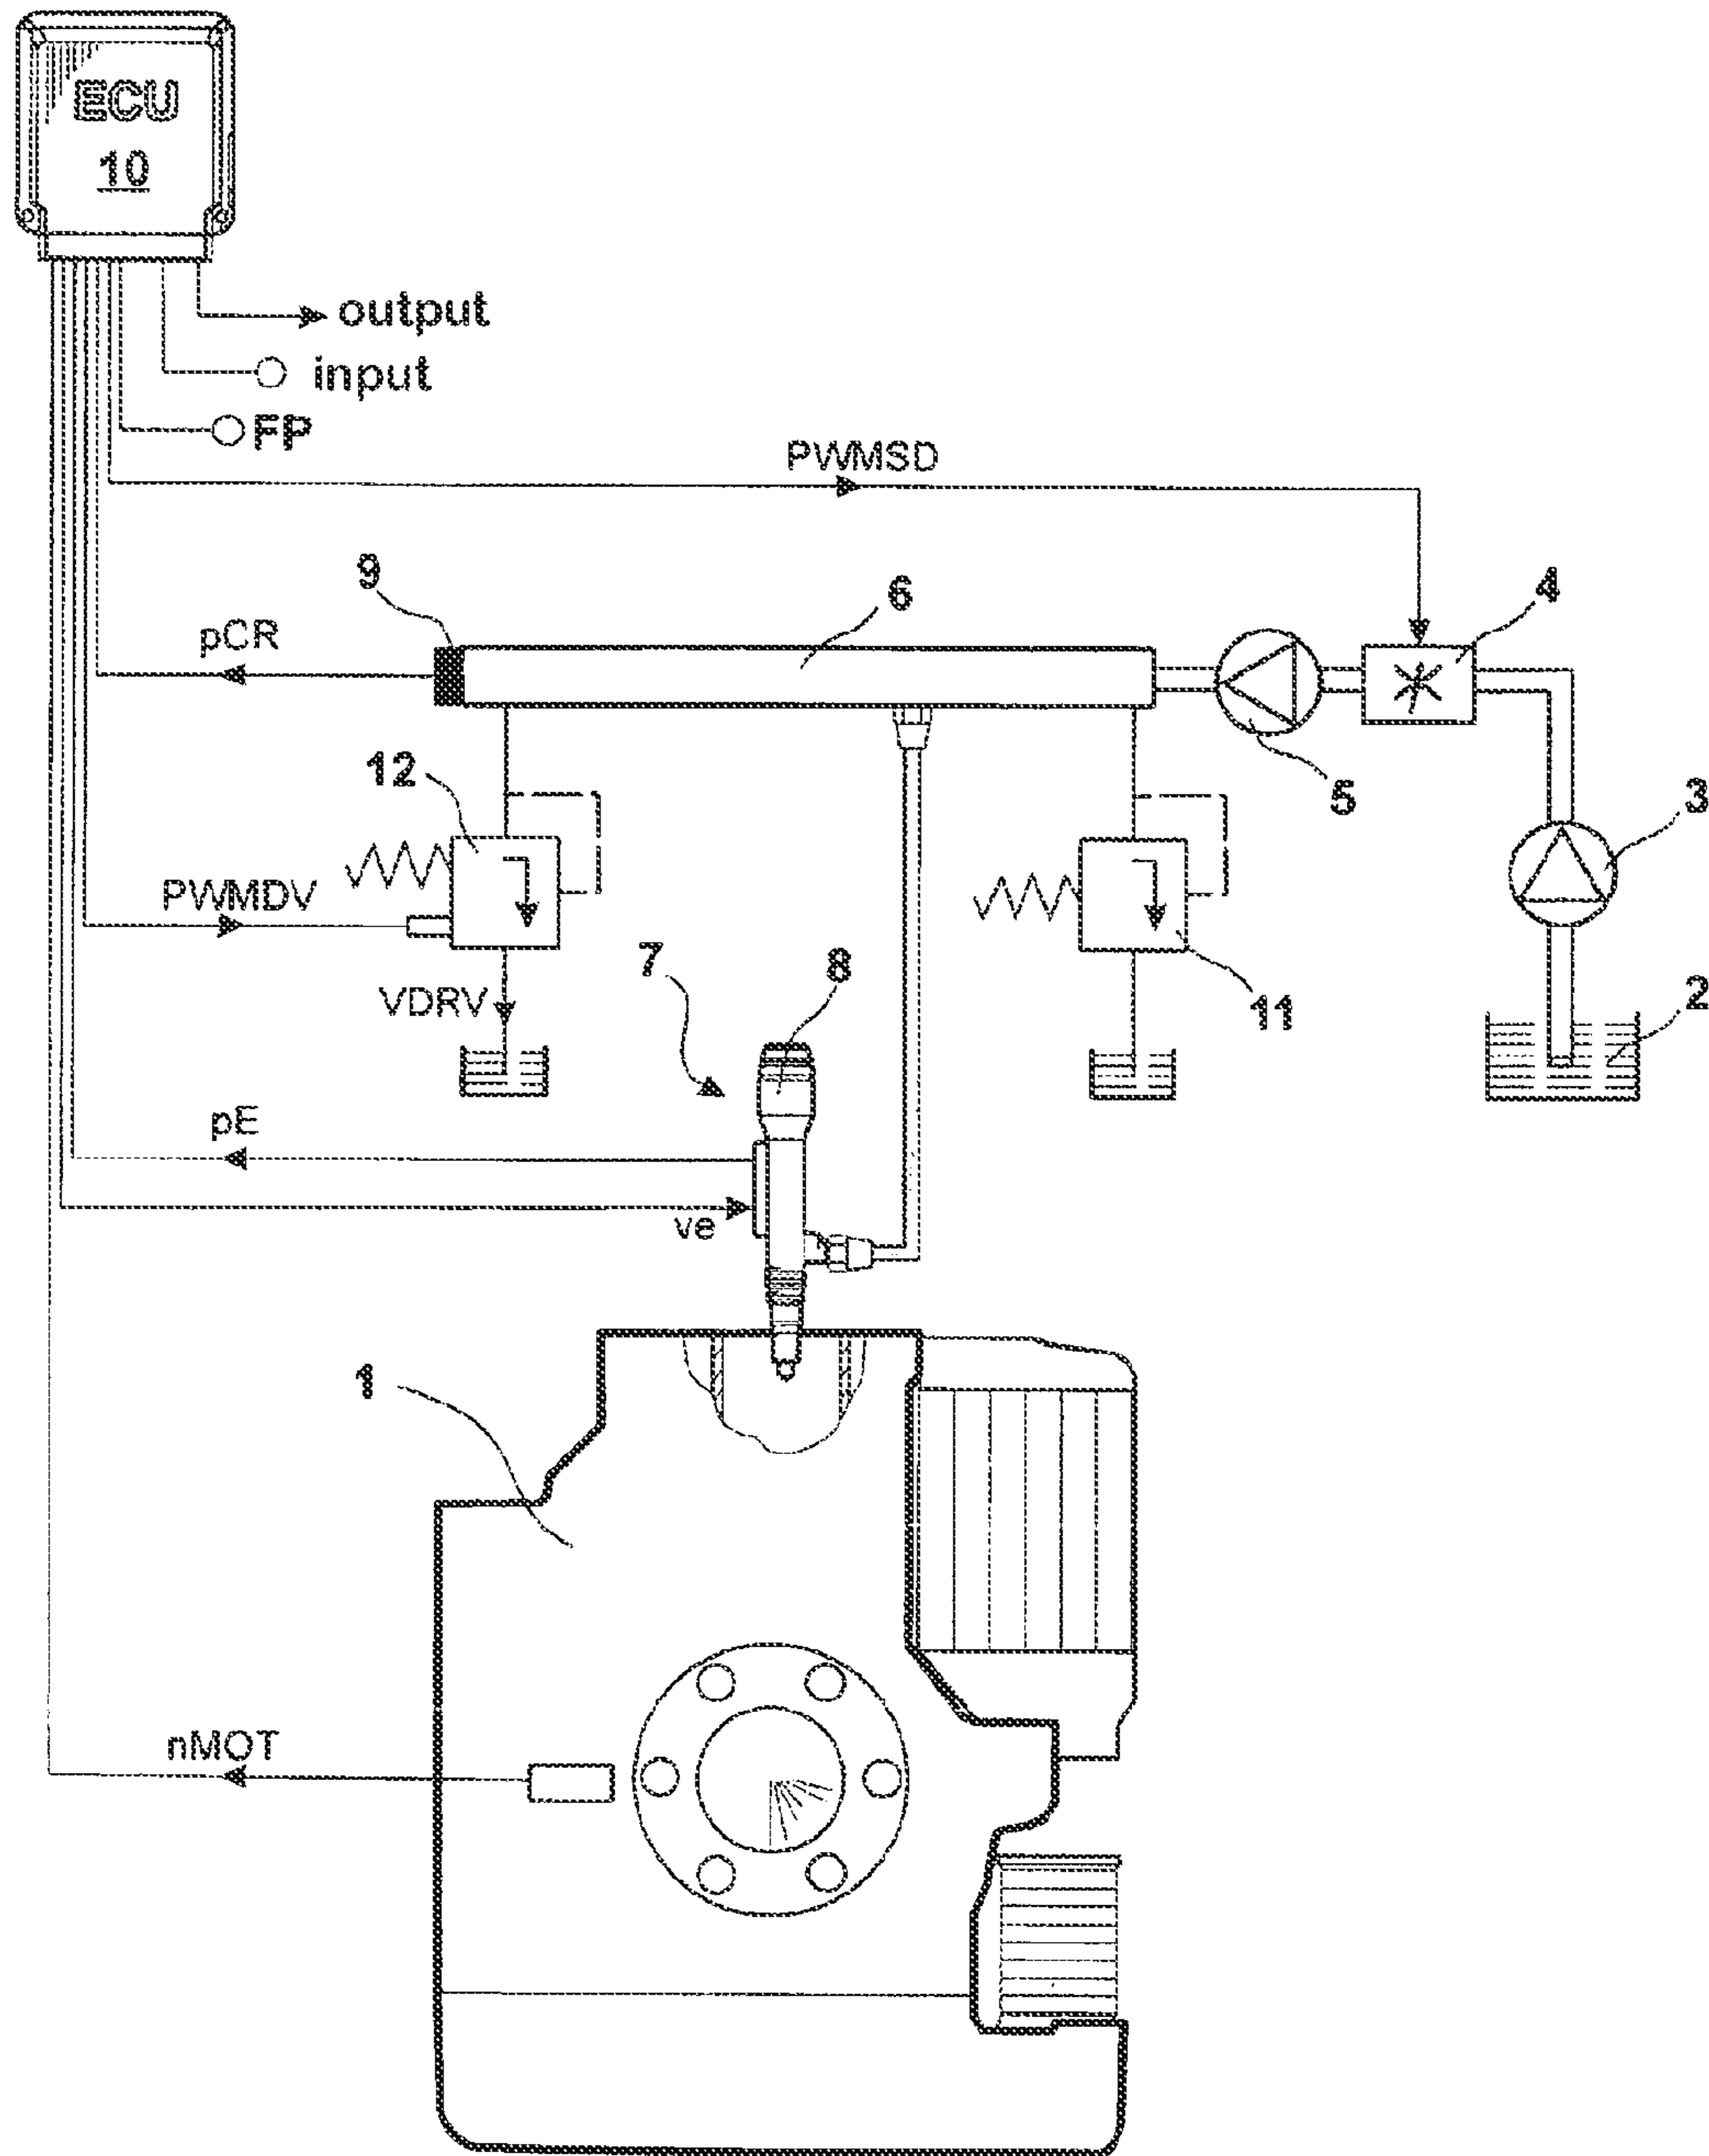 ECU
10
output
input
FP
PWMSD
9
6
4
pCR
12
5
3
PWMDV
7
8
VDRV
11
2
pE
ve
1
nMOT